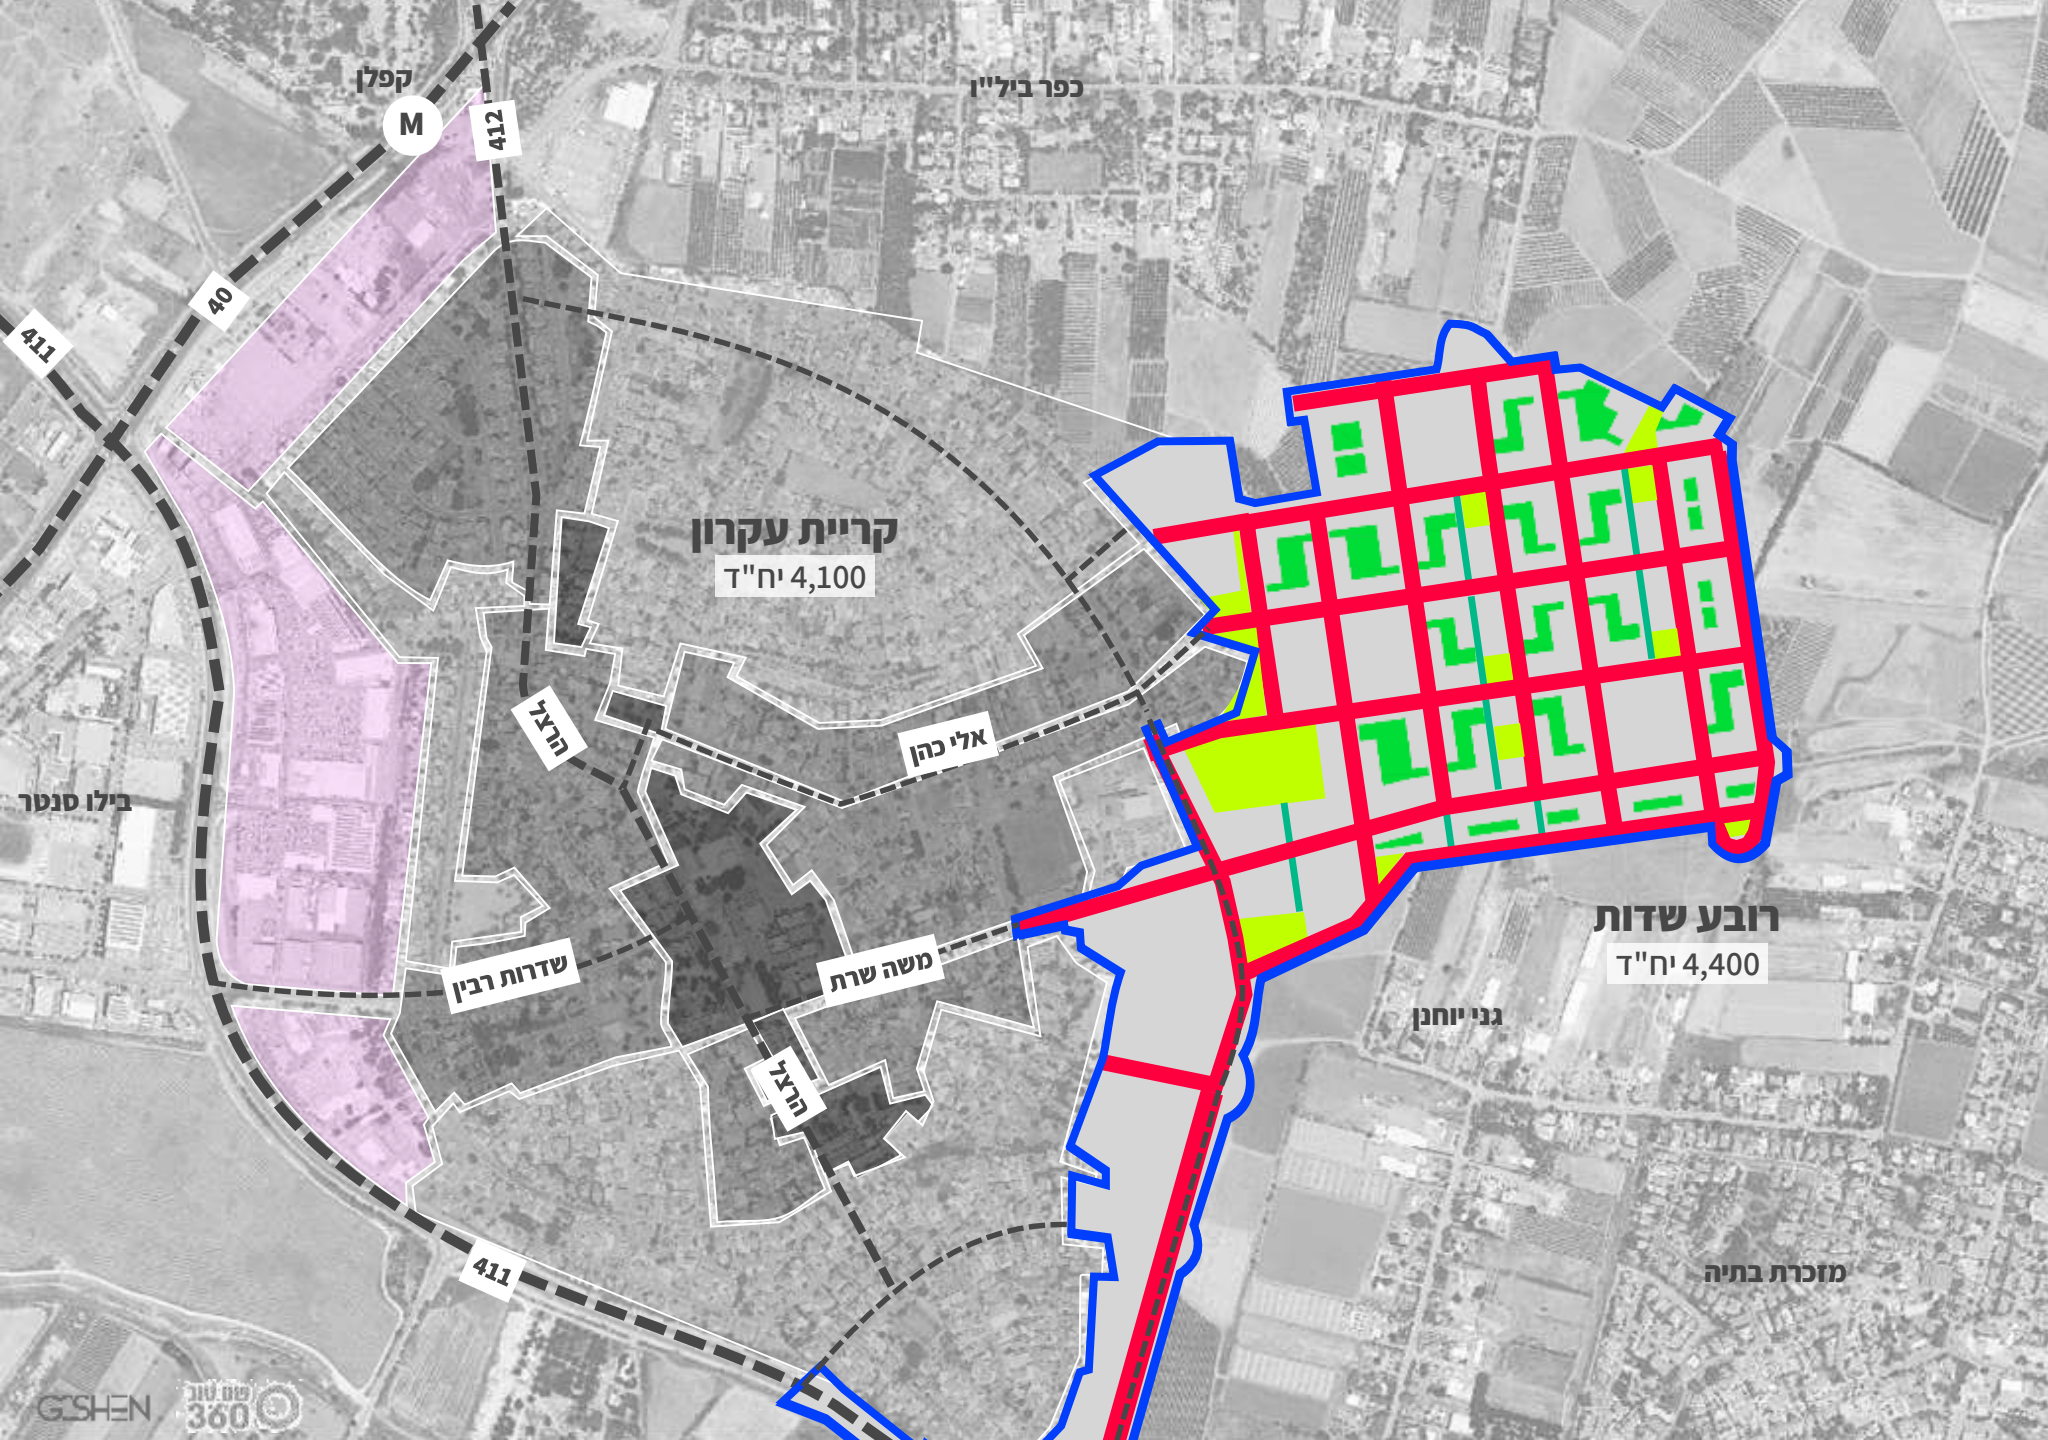 קפלן
M
412
כפר ביל"ו
40
411
קריית עקרון
4,100 יח"ד
הרצל
אלי כהן
בילו סנטר
רובע שדות
4,400 יח"ד
משה שרת
שדרות רבין
גני יוחנן
הרצל
411
מזכרת בתיה
GESHEN
360